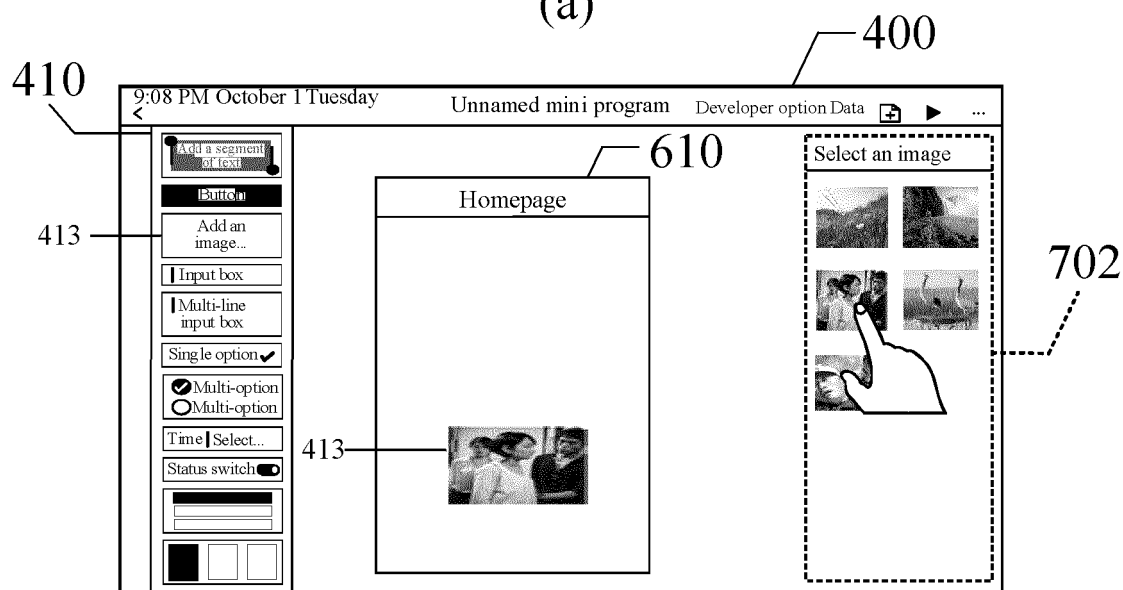 (a)
400
410
9:08 PM October 1 Tuesday
Unnamed mini program
Developer option Data
...
<
610
Select an image
Add a segment
of text
Homepage
Button
413
Add an
image...
702
Input box
Multi-line
input box
Single option
Multi-option
Multi-option
Time Select...
413
Status switch